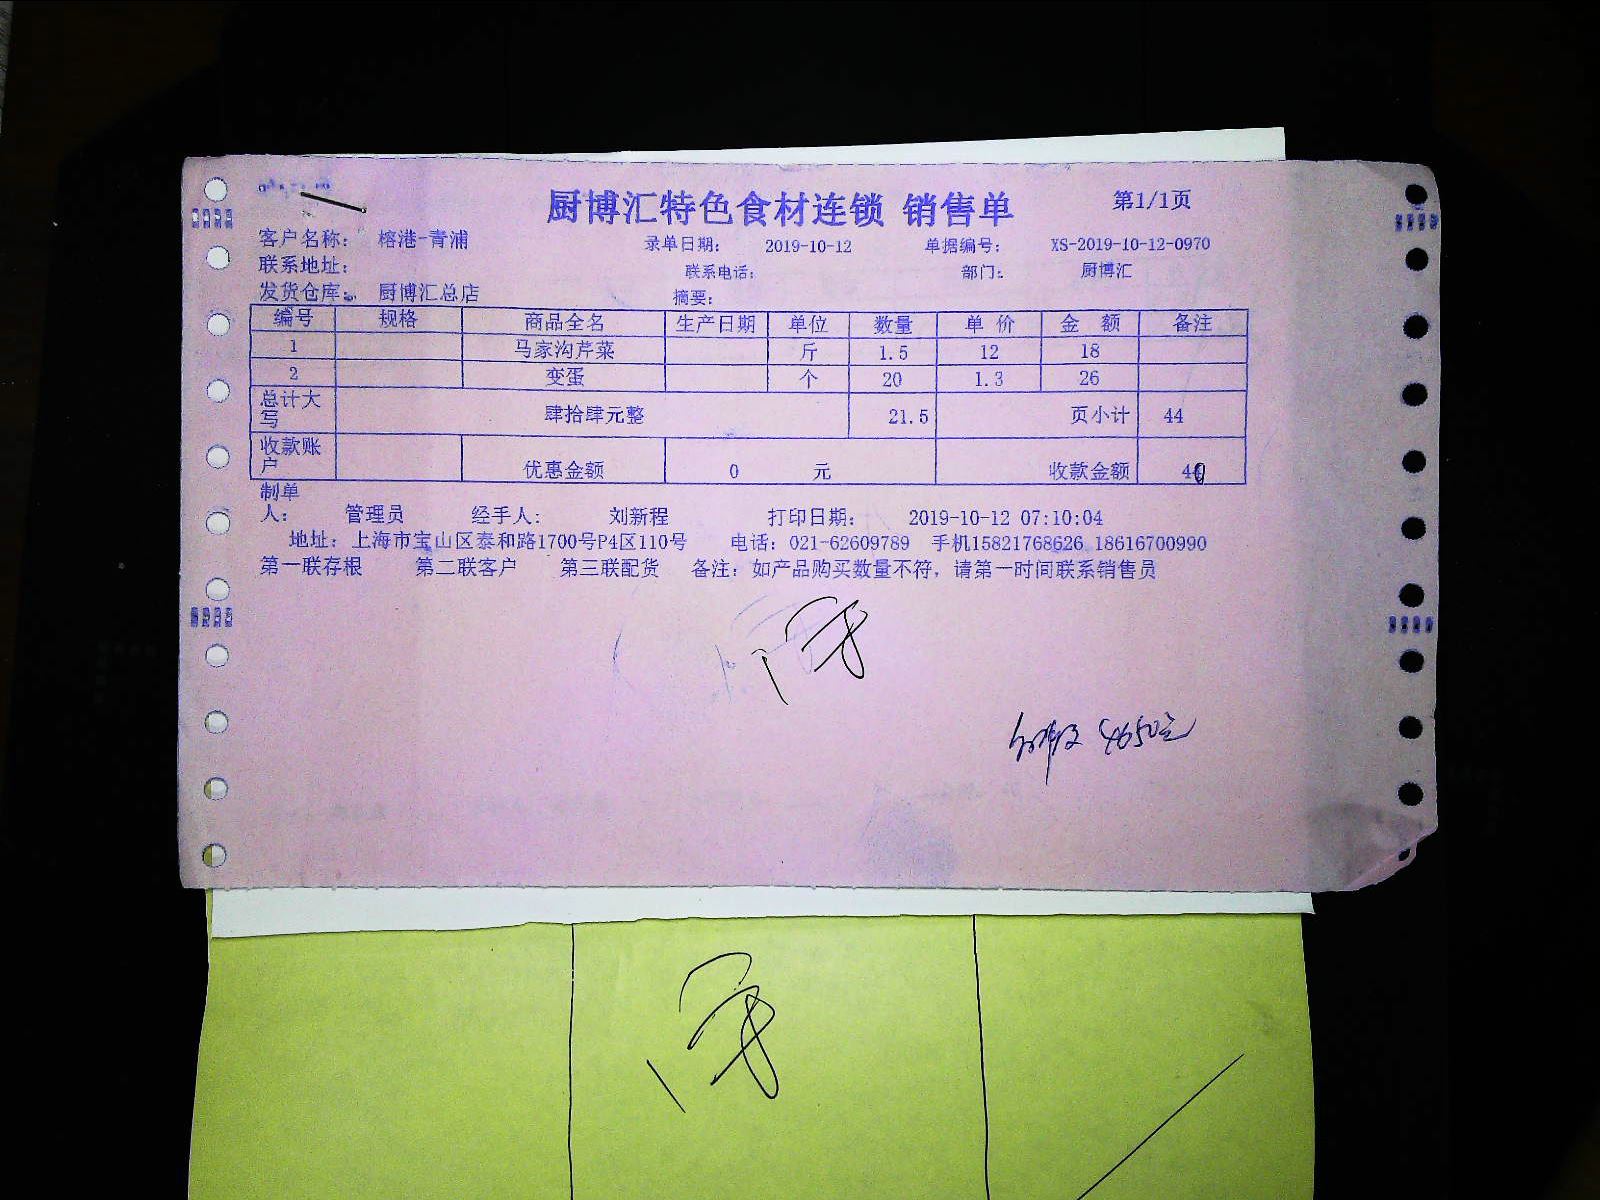 厨博汇特色食材连锁 销售单 第1/1页
客户名称: 榕港-青浦 录单日期: 2019-10-12 单据编号: XS-2019-10-12-0970
联系地址: 联系电话: 部门: 厨博汇
发货仓库: 厨博汇总店 摘要:
编号 规格 商品全名 生产日期 单位 数量 单 价 金 额 备注
1 马家沟芹菜 斤 1.5 12 18
2 变蛋 个 20 1.3 26
总计大写 肆拾肆元整 21.5 页小计 44
收款账户 优惠金额 0 元 收款金额
制单人: 管理员 经手人: 刘新程 打印日期: 2019-10-12 07:10:04
地址: 上海市宝山区泰和路1700号P4区110号 电话: 021-62609789 手机15821768626 18616700990
第一联存根 第二联客户 第三联配货 备注: 如产品购买数量不符, 请第一时间联系销售员